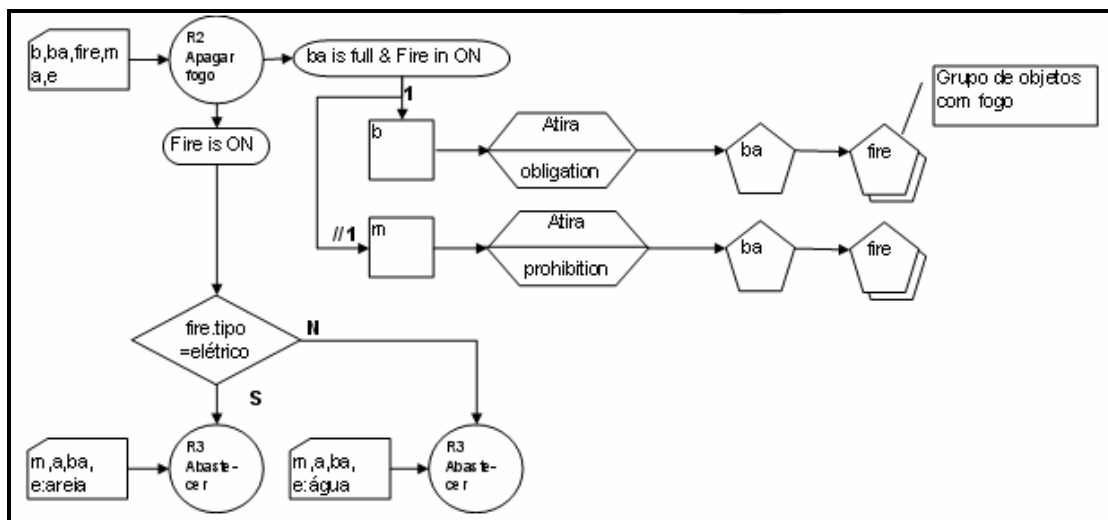 b,ba,fire,m
a,e
R2
Apagar
fogo
ba is full & Fire in ON
Grupo de objetos
com fogo
1
b
Atira
obligation
ba
fire
Fire is ON
//1
m
Atira
prohibition
ba
fire
fire.tipo
=elétrico
N
S
m,a,ba,
e:areia
R3
Abaste-
cer
m,a,ba,
e:água
R3
Abaste-
cer